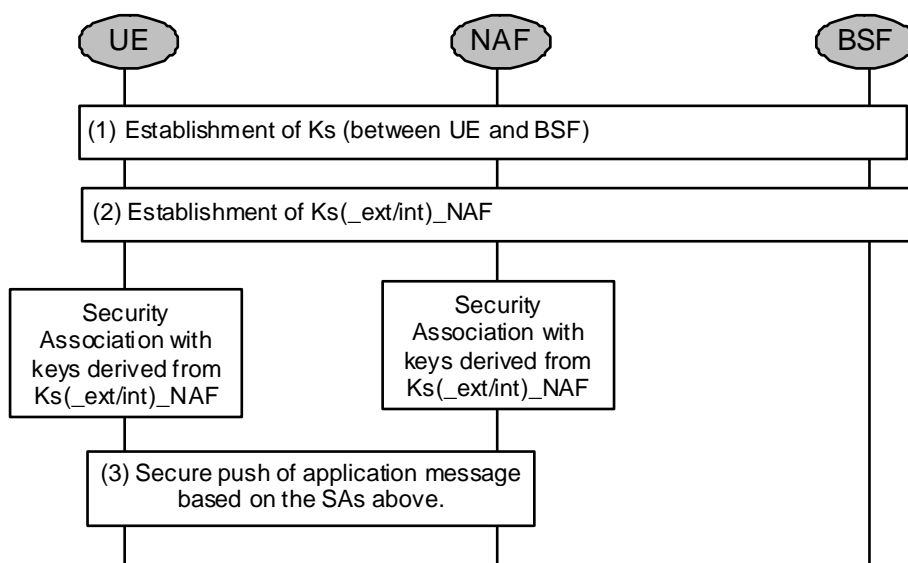 UE
NAF
BSF
(1) Establishment of Ks (between UE and BSF)
(2) Establishment of Ks(_ext/int)_NAF
Security
Association with
keys derived from
Ks(_ext/int)_NAF
Security
Association with
keys derived from
Ks(_ext/int)_NAF
(3) Secure push of application message
based on the SAs above.